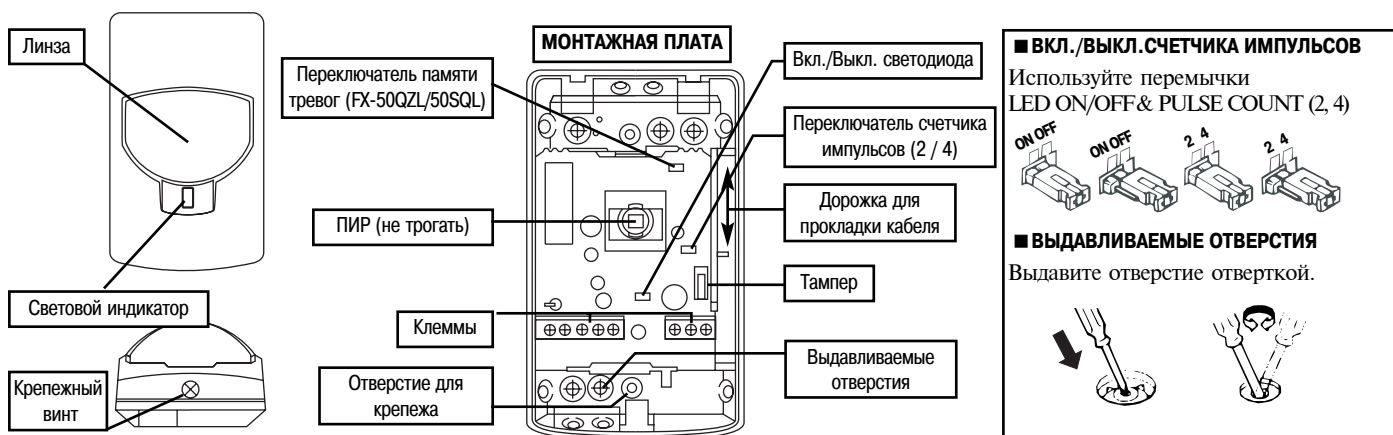 Линза
Световой индикатор
Крепежный
винт
МОНТАЖНАЯ ПЛАТА
Переключатель памяти
тревог (FX-50QZL/50SQL)
ПИР (не трогать)
Клеммы
Отверстие для
крепежа
Вкл./Выкл. светодиода
Переключатель счетчика
импульсов (2 / 4)
Дорожка для
прокладки кабеля
Тампер
Выдавливаемые
отверстия
■ ВКЛ./ВЫКЛ.СЧЕТЧИКА ИМПУЛЬСОВ
Используйте перемычки
LED ON/OFF & PULSE COUNT (2, 4)
ON OFF
ON OFF
2 4
2 4
■ ВЫДАВЛИВАЕМЫЕ ОТВЕРСТИЯ
Выдавите отверстие отверткой.